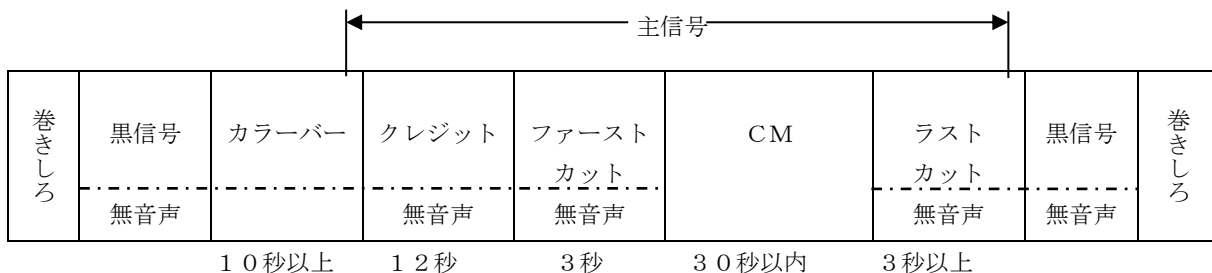 主信号
巻きしろ
黒信号
カラーバー
クレジット
ファースト
カット
ＣＭ
ラスト
カット
黒信号
巻きしろ
無音声
無音声
無音声
無音声
無音声
１０秒以上
１２秒
３秒
３０秒以内
３秒以上